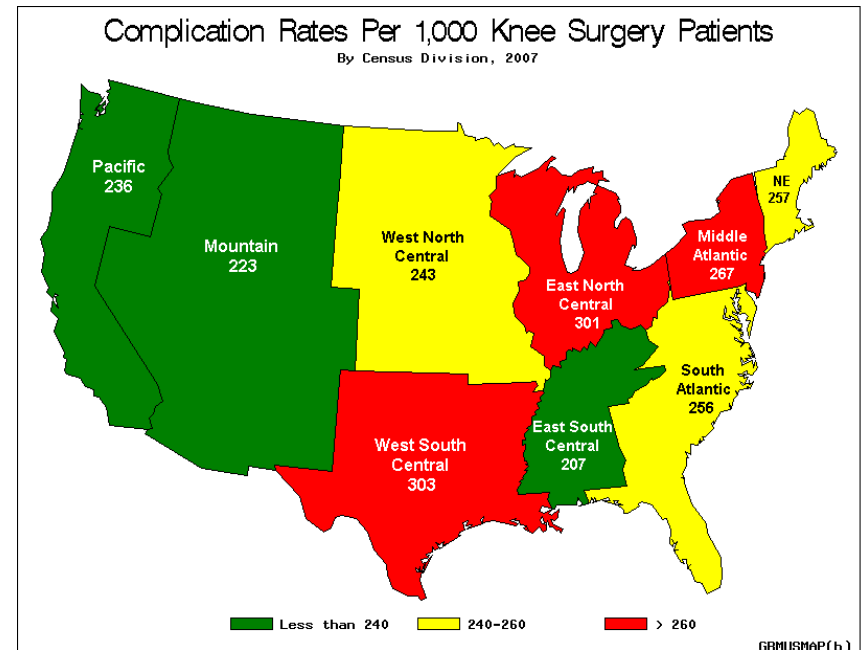 Complication Rates Per 1,000 Knee Surgery Patients
By Census Division, 2007
Pacific
236
Mountain
223
West North
Central
243
East North
Central
301
NE
257
Middle
Atlantic
267
South
Atlantic
256
East South
Central
207
West South
Central
303
Less than 240
240-260
> 260
GRMUSMAP(b)